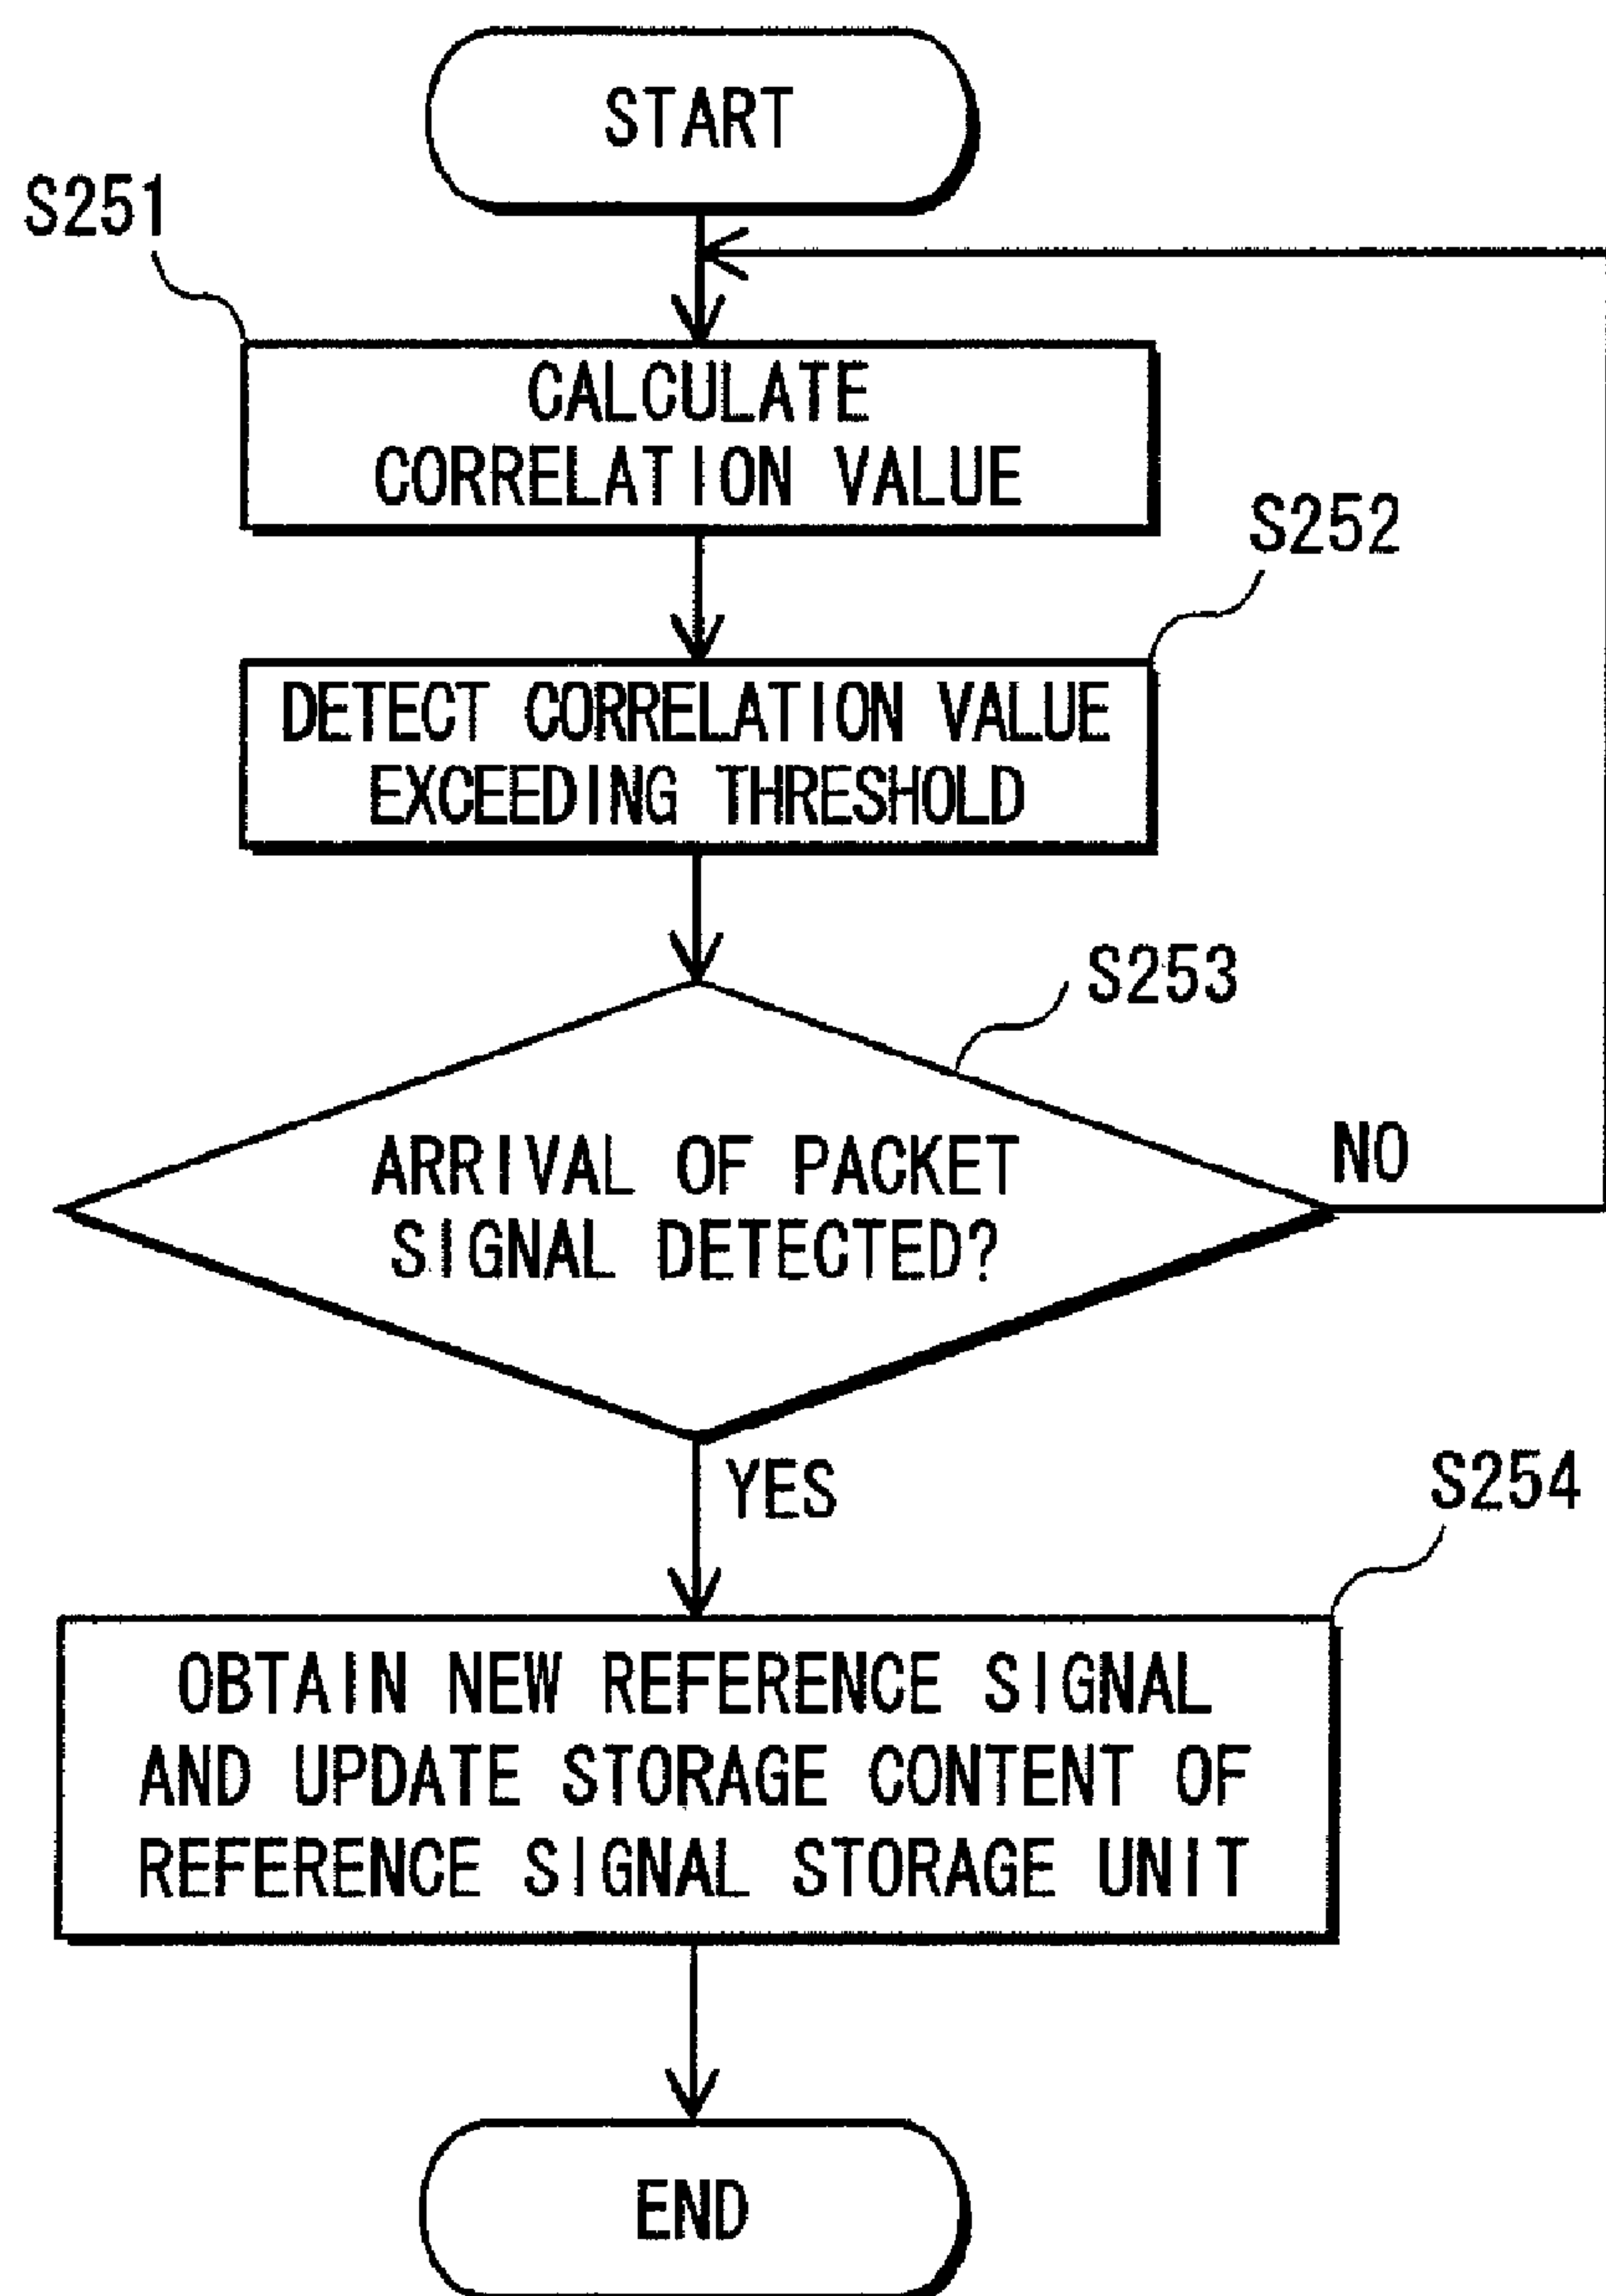 START
S251
CALCULATE
CORRELATION VALUE
S252
DETECT CORRELATION VALUE
EXCEEDING THRESHOLD
S253
ARRIVAL OF PACKET
SIGNAL DETECTED?
NO
YES
S254
OBTAIN NEW REFERENCE SIGNAL
AND UPDATE STORAGE CONTENT OF
REFERENCE SIGNAL STORAGE UNIT
END